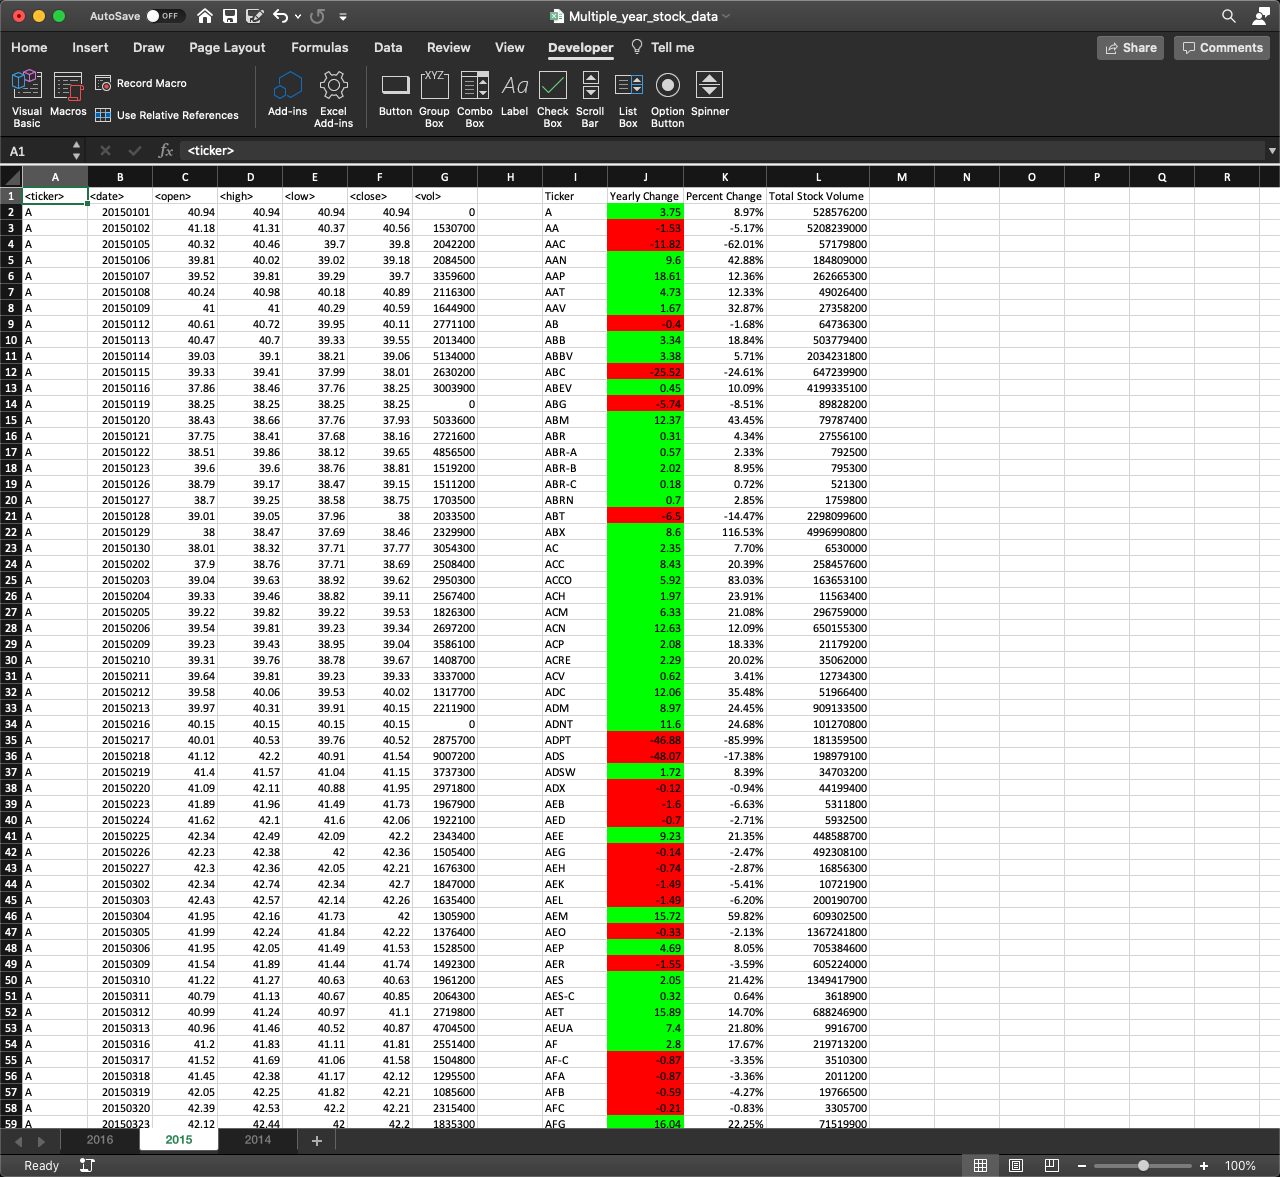 AutoSave OFF Multiple_year_stock_data
Home Insert Draw Page Layout Formulas Data Review View Developer Tell me Share Comments
Visual Basic Macros Record Macro Use Relative References Add-ins Excel Add-ins Button Group Box Combo Box Label Check Box Scroll Bar List Box Option Button Spinner
A1 fx <ticker>
A B C D E F G H I J K L M N O P Q R
1 <ticker> <date> <open> <high> <low> <close> <vol> Ticker Yearly Change Percent Change Total Stock Volume
2 A 20150101 40.94 40.94 40.94 40.94 0 A 3.75 8.97% 528576200
3 A 20150102 41.18 41.31 40.37 40.56 1530700 AA -1.53 -5.17% 5208239000
4 A 20150105 40.32 40.46 39.7 39.8 2042200 AAC -11.82 -62.01% 57179800
5 A 20150106 39.81 40.02 39.02 39.18 2084500 AAN 9.6 42.88% 184809000
6 A 20150107 39.52 39.81 39.29 39.7 3359600 AAP 18.61 12.36% 262665300
7 A 20150108 40.24 40.98 40.18 40.89 2116300 AAT 4.73 12.33% 49026400
8 A 20150109 41 41 40.29 40.59 1644900 AAV 1.67 32.87% 27358200
9 A 20150112 40.61 40.72 39.95 40.11 2771100 AB -0.4 -1.68% 64736300
10 A 20150113 40.47 40.7 39.33 39.55 2013400 ABB 3.34 18.84% 503779400
11 A 20150114 39.03 39.1 38.21 39.06 5134000 ABBV 3.38 5.71% 2034231800
12 A 20150115 39.33 39.41 37.99 38.01 2630200 ABC -25.52 -24.61% 647239900
13 A 20150116 37.86 38.46 37.76 38.25 3003900 ABEV 0.45 10.09% 4199335100
14 A 20150119 38.25 38.25 38.25 38.25 0 ABG -5.74 -8.51% 89828200
15 A 20150120 38.43 38.66 37.76 37.93 5033600 ABM 12.37 43.45% 79787400
16 A 20150121 37.75 38.41 37.68 38.16 2721600 ABR 0.31 4.34% 27556100
17 A 20150122 38.51 39.86 38.12 39.65 4856500 ABR-A 0.57 2.33% 792500
18 A 20150123 39.6 39.6 38.76 38.81 1519200 ABR-B 2.02 8.95% 795300
19 A 20150126 38.79 39.17 38.47 39.15 1511200 ABR-C 0.18 0.72% 521300
20 A 20150127 38.7 39.25 38.58 38.75 1703500 ABRN 0.7 2.85% 1759800
21 A 20150128 39.01 39.05 37.96 38 2033500 ABT -6.5 -14.47% 2298099600
22 A 20150129 38 38.47 37.69 38.46 2329900 ABX 8.6 116.53% 4996990800
23 A 20150130 38.01 38.32 37.71 37.77 3054300 AC 2.35 7.70% 6530000
24 A 20150202 37.9 38.76 37.71 38.69 2508400 ACC 8.43 20.39% 258457600
25 A 20150203 39.04 39.63 38.92 39.62 2950300 ACCO 5.92 83.03% 163653100
26 A 20150204 39.33 39.46 38.82 39.11 2567400 ACH 1.97 23.91% 11563400
27 A 20150205 39.22 39.82 39.22 39.53 1826300 ACM 6.33 21.08% 296759000
28 A 20150206 39.54 39.81 39.23 39.34 2697200 ACN 12.63 12.09% 650155300
29 A 20150209 39.23 39.43 38.95 39.04 3586100 ACP 2.08 18.33% 21179200
30 A 20150210 39.31 39.76 38.78 39.67 1408700 ACRE 2.29 20.02% 35062000
31 A 20150211 39.64 39.81 39.23 39.33 3337000 ACV 0.62 3.41% 12734300
32 A 20150212 39.58 40.06 39.53 40.02 1317700 ADC 12.06 35.48% 51966400
33 A 20150213 39.97 40.31 39.91 40.15 2211900 ADM 8.97 24.45% 909133500
34 A 20150216 40.15 40.15 40.15 40.15 0 ADNT 11.6 24.68% 101270800
35 A 20150217 40.01 40.53 39.76 40.52 2875700 ADPT -46.88 -85.99% 181359500
36 A 20150218 41.12 42.2 40.91 41.54 9007200 ADS -48.07 -17.38% 198979100
37 A 20150219 41.4 41.57 41.04 41.15 3737300 ADSW 1.72 8.39% 34703200
38 A 20150220 41.09 42.11 40.88 41.95 2971800 ADX -0.12 -0.94% 44199400
39 A 20150223 41.89 41.96 41.49 41.73 1967900 AEB -1.6 -6.63% 5311800
40 A 20150224 41.62 42.1 41.6 42.06 1922100 AED -0.7 -2.71% 5932500
41 A 20150225 42.34 42.49 42.09 42.2 2343400 AEE 9.23 21.35% 448588700
42 A 20150226 42.23 42.38 42 42.36 1505400 AEG -0.14 -2.47% 492308100
43 A 20150227 42.3 42.36 42.05 42.21 1676300 AEH -0.74 -2.87% 16856300
44 A 20150302 42.34 42.74 42.34 42.7 1847000 AEK -1.49 -5.41% 10721900
45 A 20150303 42.43 42.57 42.14 42.26 1635400 AEL -1.49 -6.20% 200190700
46 A 20150304 41.95 42.16 41.73 42 1305900 AEM 15.72 59.82% 609302500
47 A 20150305 41.99 42.24 41.84 42.22 1376400 AEO -0.33 -2.13% 1367241800
48 A 20150306 41.95 42.05 41.49 41.53 1528500 AEP 4.69 8.05% 705384600
49 A 20150309 41.54 41.89 41.44 41.74 1492300 AER -1.55 -3.59% 605224000
50 A 20150310 41.22 41.27 40.63 40.63 1961200 AES 2.05 21.42% 1349417900
51 A 20150311 40.79 41.13 40.67 40.85 2064300 AES-C 0.32 0.64% 3618900
52 A 20150312 40.99 41.24 40.97 41.1 2719800 AET 15.89 14.70% 688246900
53 A 20150313 40.96 41.46 40.52 40.87 4704500 AEUA 7.4 21.80% 9916700
54 A 20150316 41.2 41.83 41.11 41.81 2551400 AF 2.8 17.67% 219713200
55 A 20150317 41.52 41.69 41.06 41.58 1504800 AF-C -0.87 -3.35% 3510300
56 A 20150318 41.45 42.38 41.17 42.12 1295500 AFA -0.87 -3.36% 2011200
57 A 20150319 42.05 42.25 41.82 42.21 1085600 AFB -0.59 -4.27% 19766500
58 A 20150320 42.39 42.53 42.2 42.21 2315400 AFC -0.21 -0.83% 3305700
59 A 20150323 42.12 42.44 42 42.2 1835300 AFG 16.04 22.25% 71519900
2016 2015 2014 +
Ready 100%